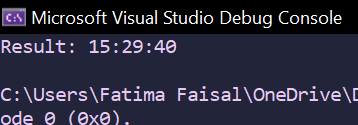 Microsoft Visual Studio Debug Console
Result: 15:29:40
C:\Users\Fatima Faisal\OneDrive\D
ode 0 (0x0).